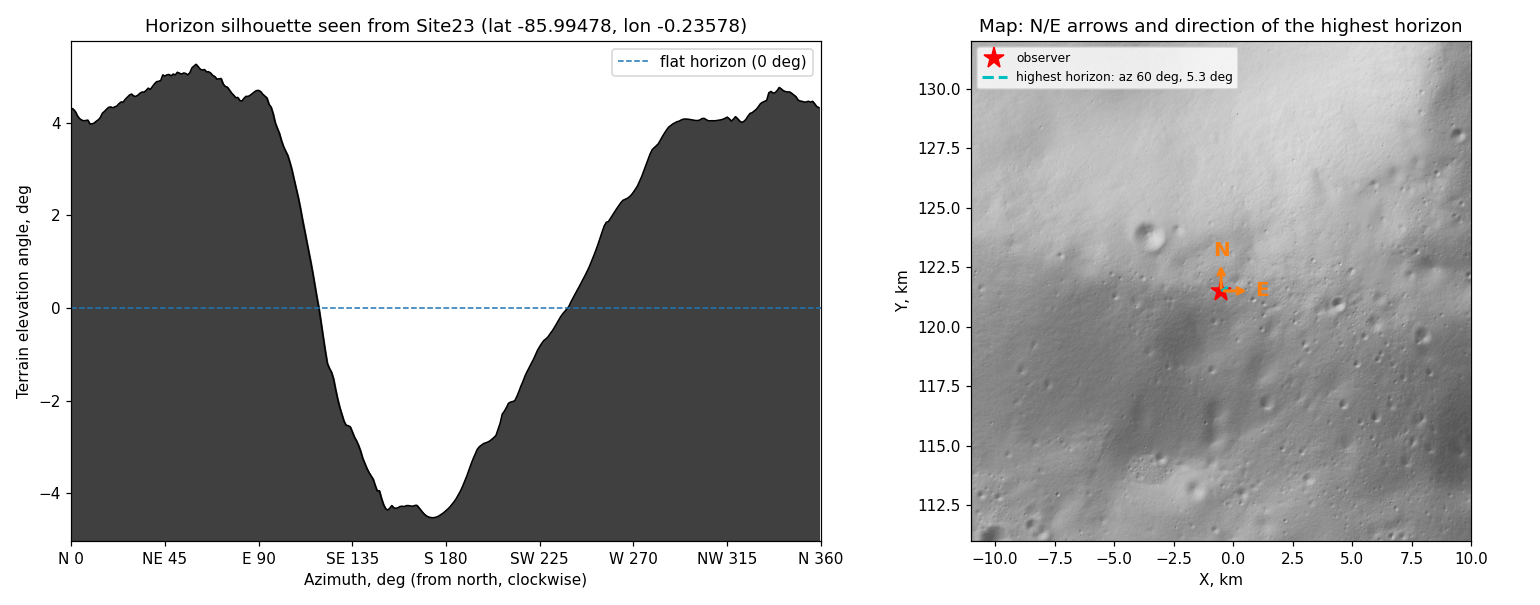 Horizon silhouette seen from Site23 (lat -85.99478, lon -0.23578)
flat horizon (0 deg)
Terrain elevation angle, deg
4
2
0
−2
−4
N 0
NE 45
E 90
SE 135
S 180
SW 225
W 270
NW 315
N 360
Azimuth, deg (from north, clockwise)
Map: N/E arrows and direction of the highest horizon
observer
highest horizon: az 60 deg, 5.3 deg
N
E
Y, km
130.0
127.5
125.0
122.5
120.0
117.5
115.0
112.5
−10.0
−7.5
−5.0
−2.5
0.0
2.5
5.0
7.5
10.0
X, km